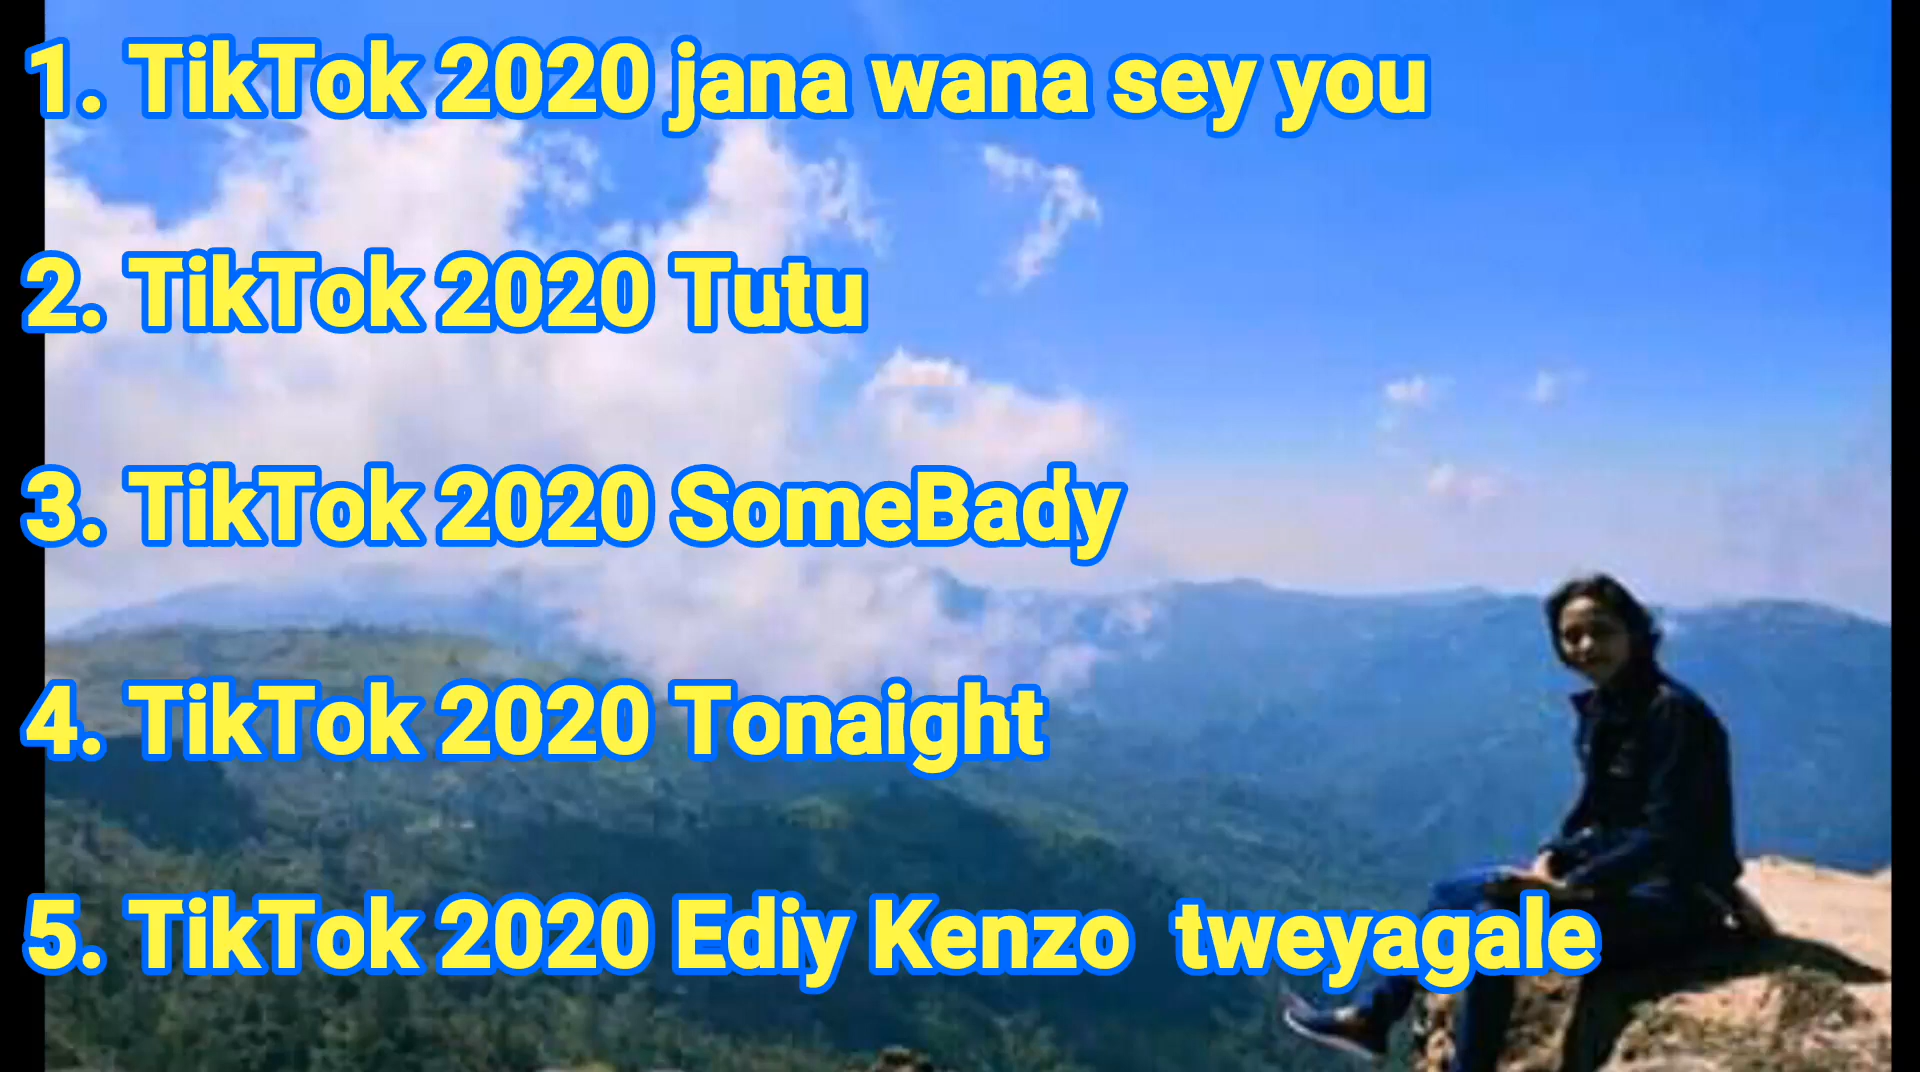 1. TikTok 2020 jana wana sey you
2. TikTok 2020 Tutu
3. TikTok 2020 SomeBady
4. TikTok 2020 Tonaight
5. TikTok 2020 Ediy Kenzo tweyagale